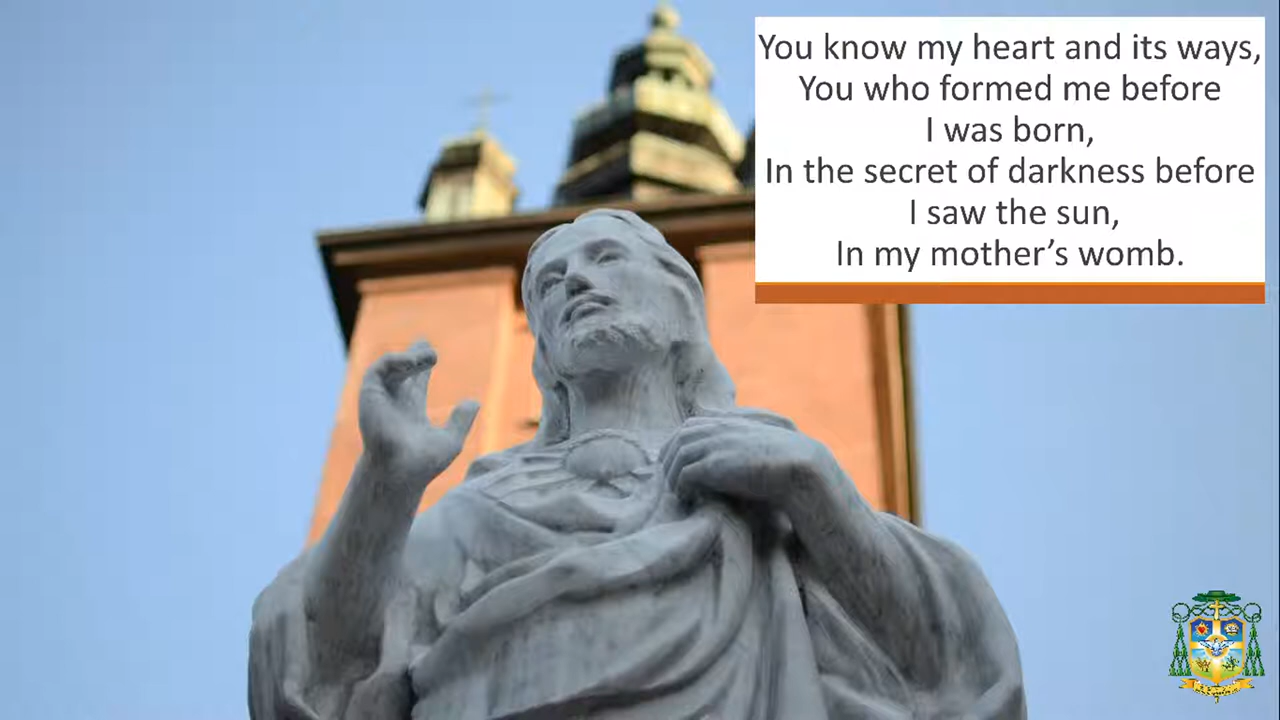 You know my heart and its ways,
You who formed me before
I was born,
In the secret of darkness before
I saw the sun,
In my mother’s womb.